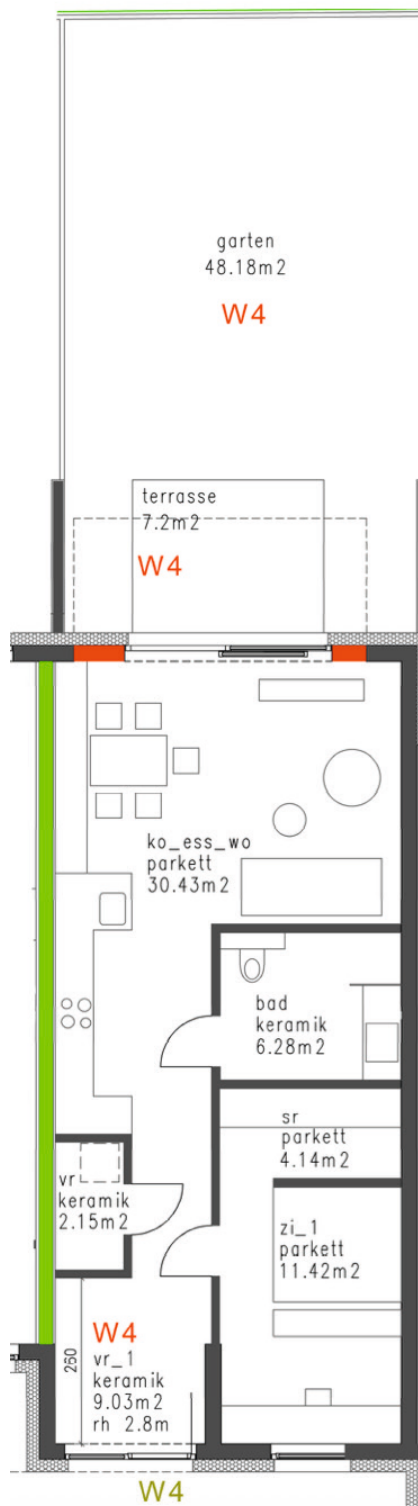 garten
48.18m2
W4
terrasse
7.2m2
W4
ko_ess_wo
parkett
30.43m2
bad
keramik
6.28m2
sr
parkett
4.14m2
vr
keramik
2.15m2
zi_1
parkett
11.42m2
W4
vr_1
keramik
9.03m2
rh 2.8m
260
W4